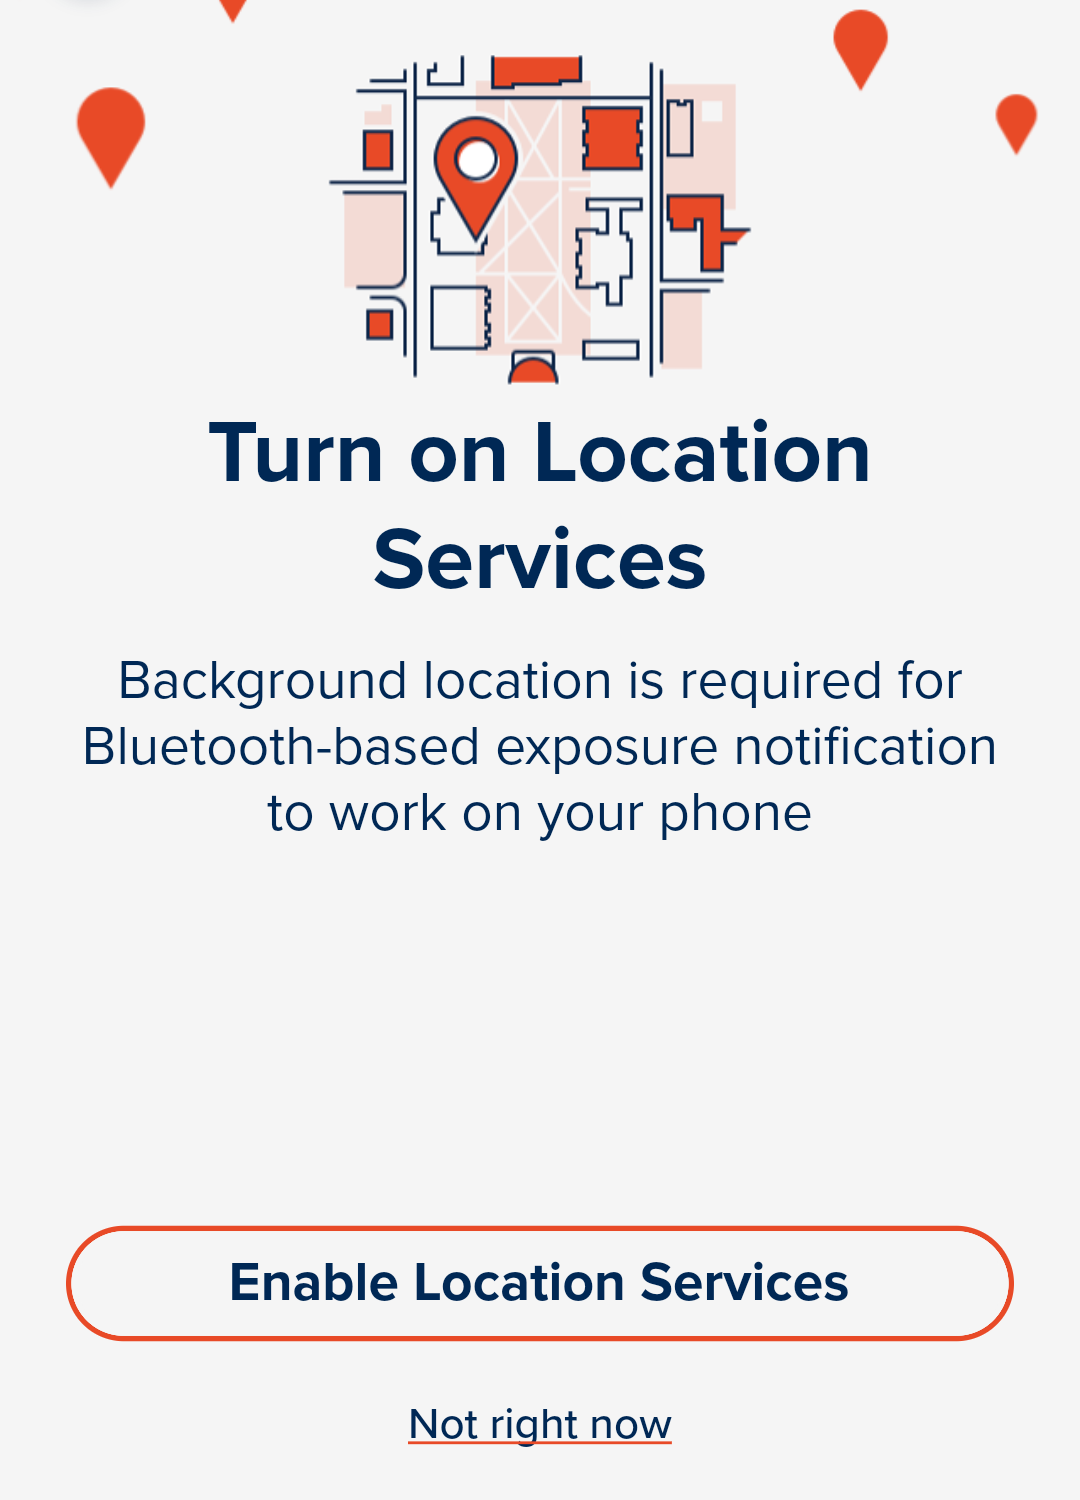 Turn on Location
Services
Background location is required for
Bluetooth-based exposure notification
to work on your phone
Enable Location Services
Not right now